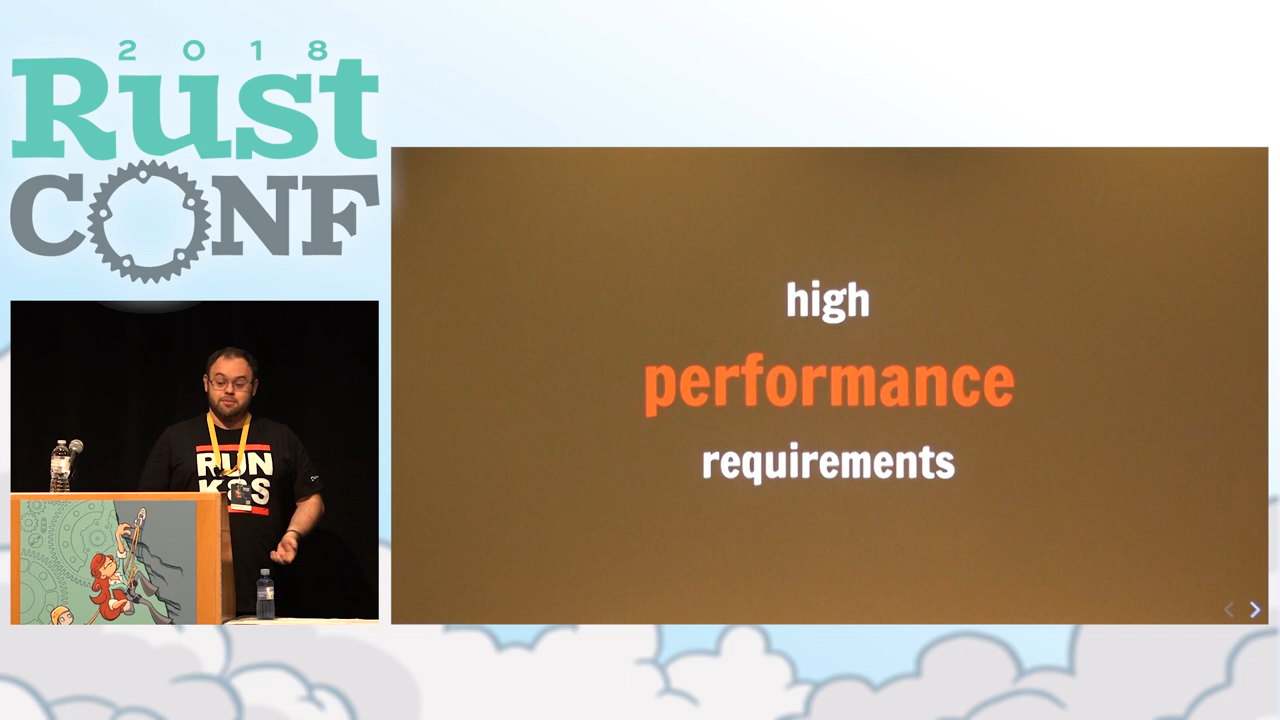 2018
Rust
CONF
RUN
K8S
high
performance
requirements